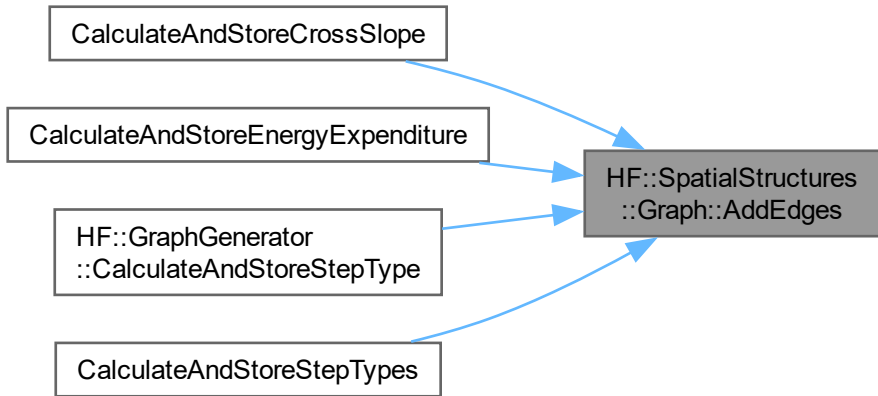 CalculateAndStoreCrossSlope
CalculateAndStoreEnergyExpenditure
HF::SpatialStructures
::Graph::AddEdges
HF::GraphGenerator
::CalculateAndStoreStepType
CalculateAndStoreStepTypes